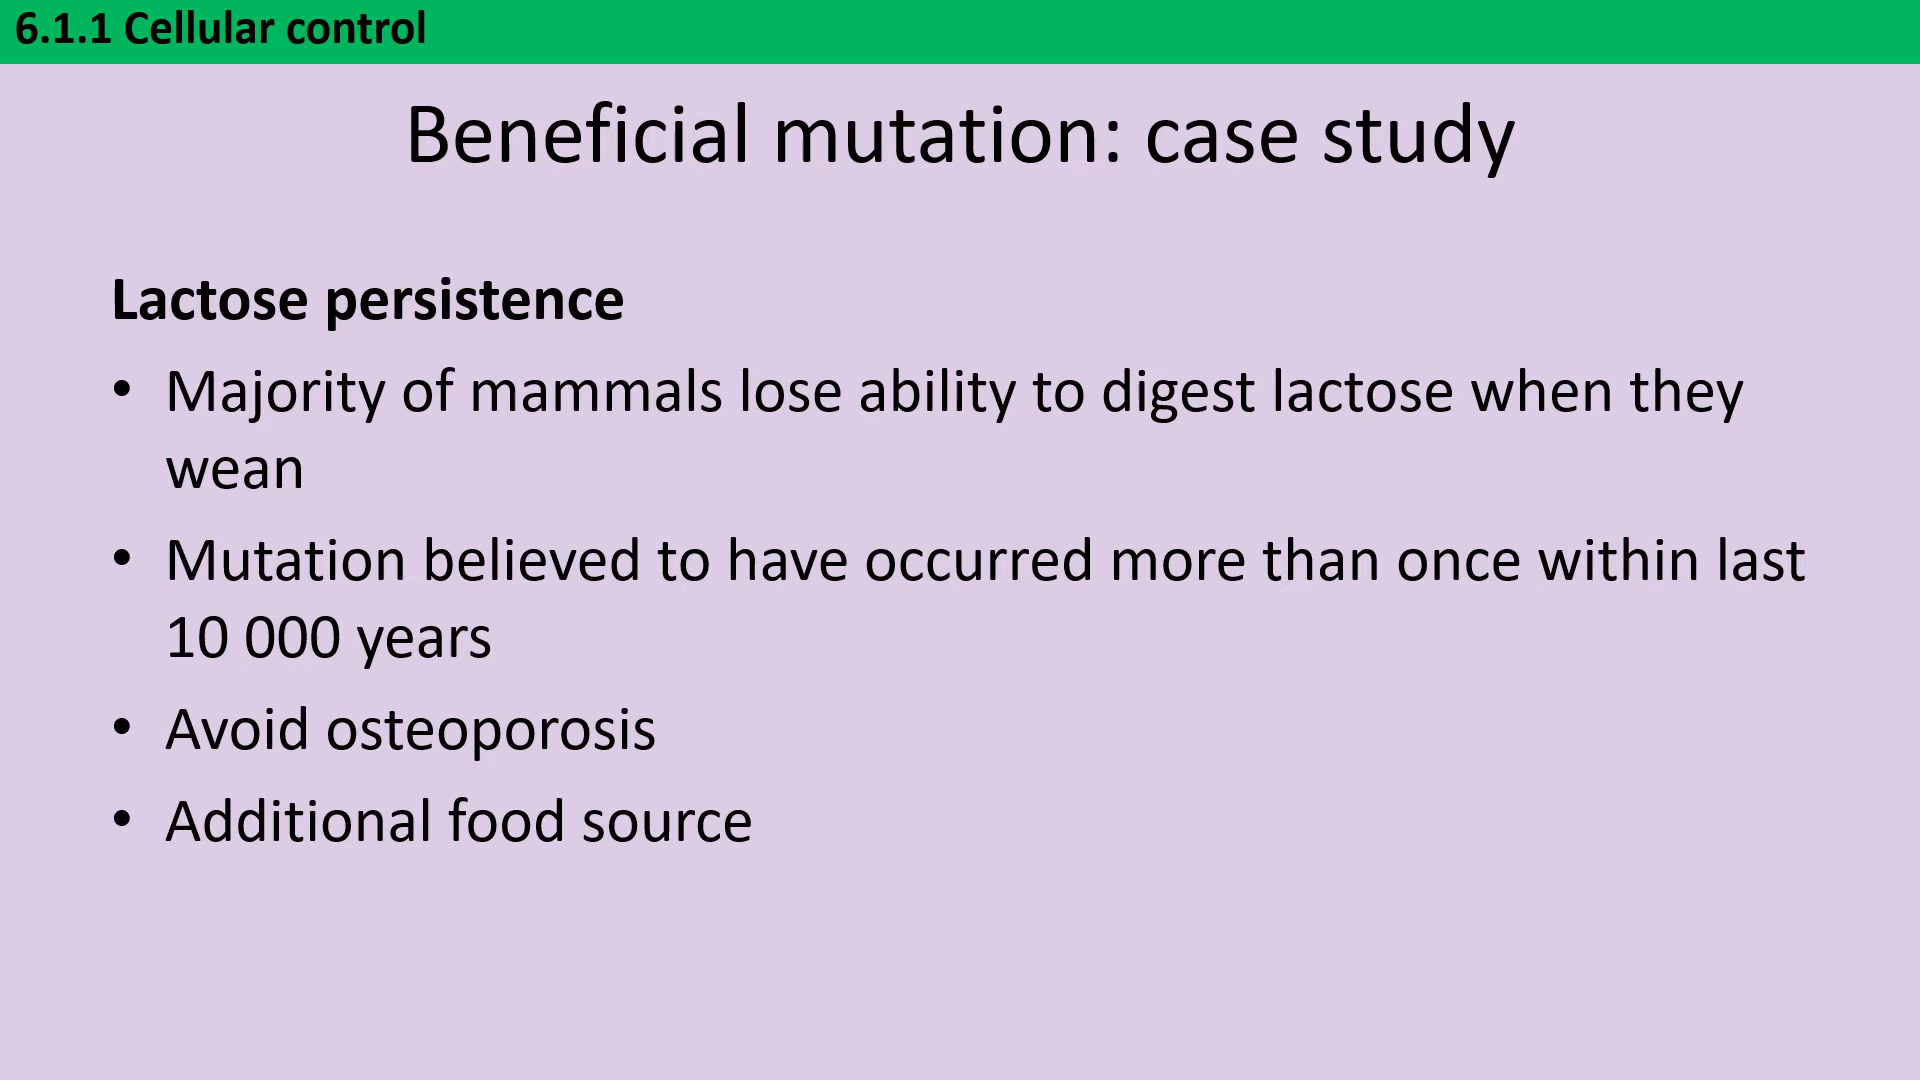 6.1.1 Cellular control
Beneficial mutation: case study
Lactose persistence
• Majority of mammals lose ability to digest lactose when they
wean
• Mutation believed to have occurred more than once within last
10 000 years
• Avoid osteoporosis
• Additional food source